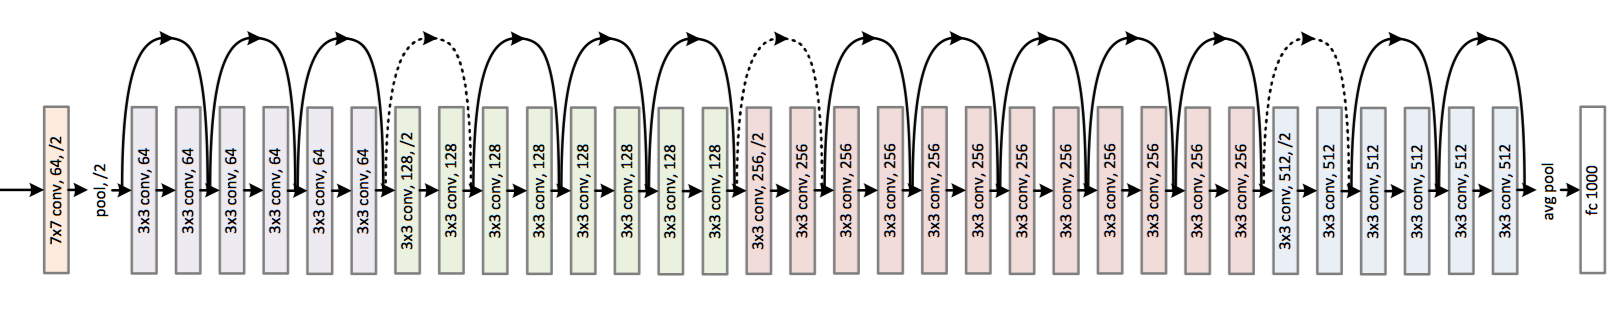 7x7 conv, 64, /2
pool, /2
3x3 conv, 64
3x3 conv, 64
3x3 conv, 64
3x3 conv, 64
3x3 conv, 64
3x3 conv, 64
3x3 conv, 128, /2
3x3 conv, 128
3x3 conv, 128
3x3 conv, 128
3x3 conv, 128
3x3 conv, 128
3x3 conv, 128
3x3 conv, 128
3x3 conv, 256, /2
3x3 conv, 256
3x3 conv, 256
3x3 conv, 256
3x3 conv, 256
3x3 conv, 256
3x3 conv, 256
3x3 conv, 256
3x3 conv, 256
3x3 conv, 256
3x3 conv, 256
3x3 conv, 256
3x3 conv, 512, /2
3x3 conv, 512
3x3 conv, 512
3x3 conv, 512
3x3 conv, 512
3x3 conv, 512
avg pool
fc 1000